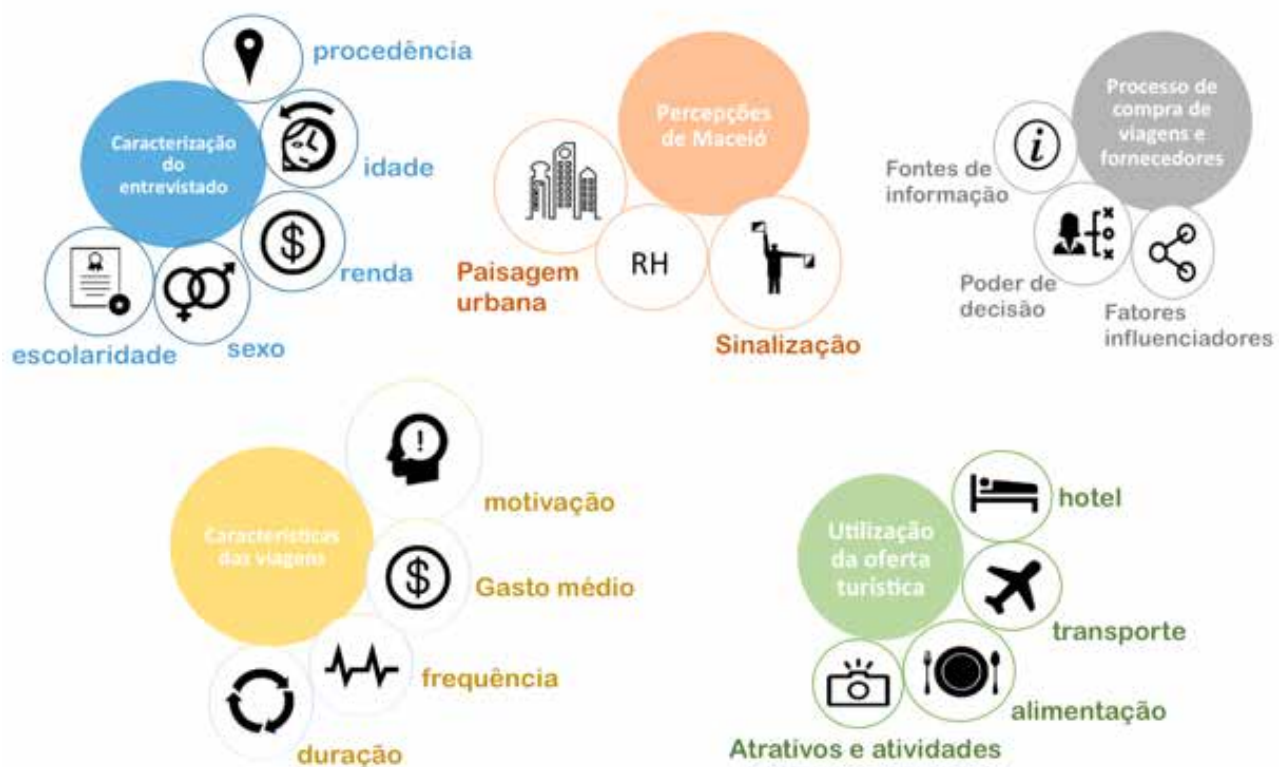 Caracterização
do
entrevistado
procedência
idade
renda
sexo
escolaridade
Percepções
de Maceió
Paisagem
urbana
RH
Sinalização
Processo de
compra de
viagens e
fornecedores
Fontes de
informação
i
Poder de
decisão
Fatores
influenciadores
Características
das viagens
motivação
!
Gasto médio
$
frequência
duração
Utilização
da oferta
turística
hotel
transporte
alimentação
Atrativos e atividades
$